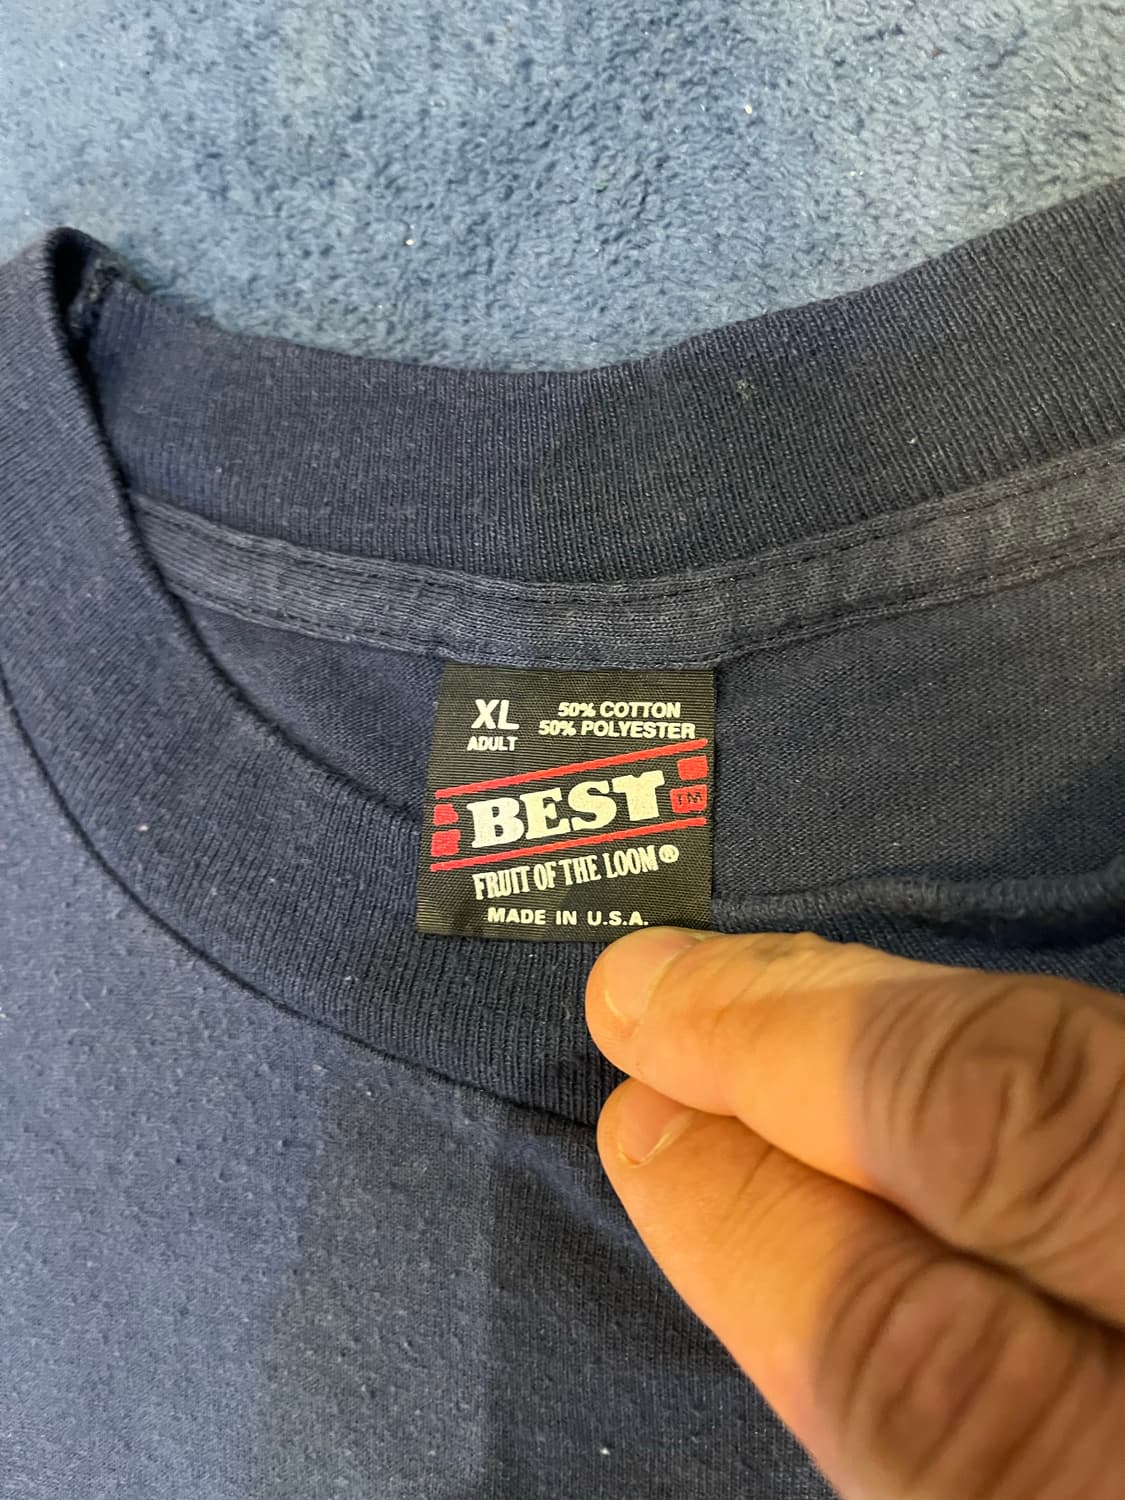 XL
ADULT
50% COTTON
50% POLYESTER
BEST
TM
FRUIT OF THE LOOM®
MADE IN U.S.A.